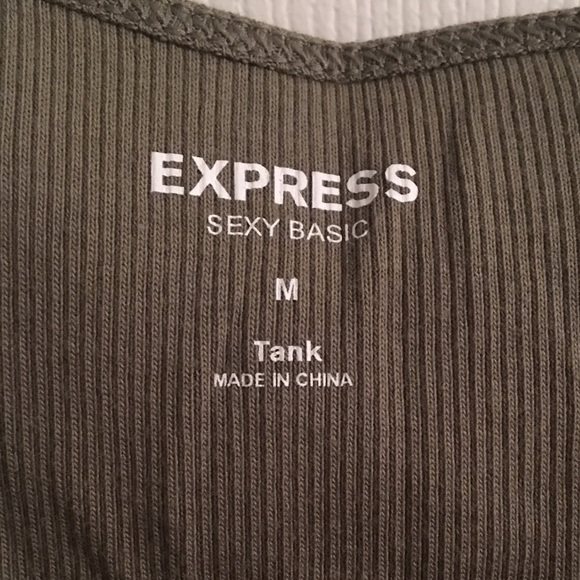 EXPRESS
SEXY BASIC
M
Tank
MADE IN CHINA